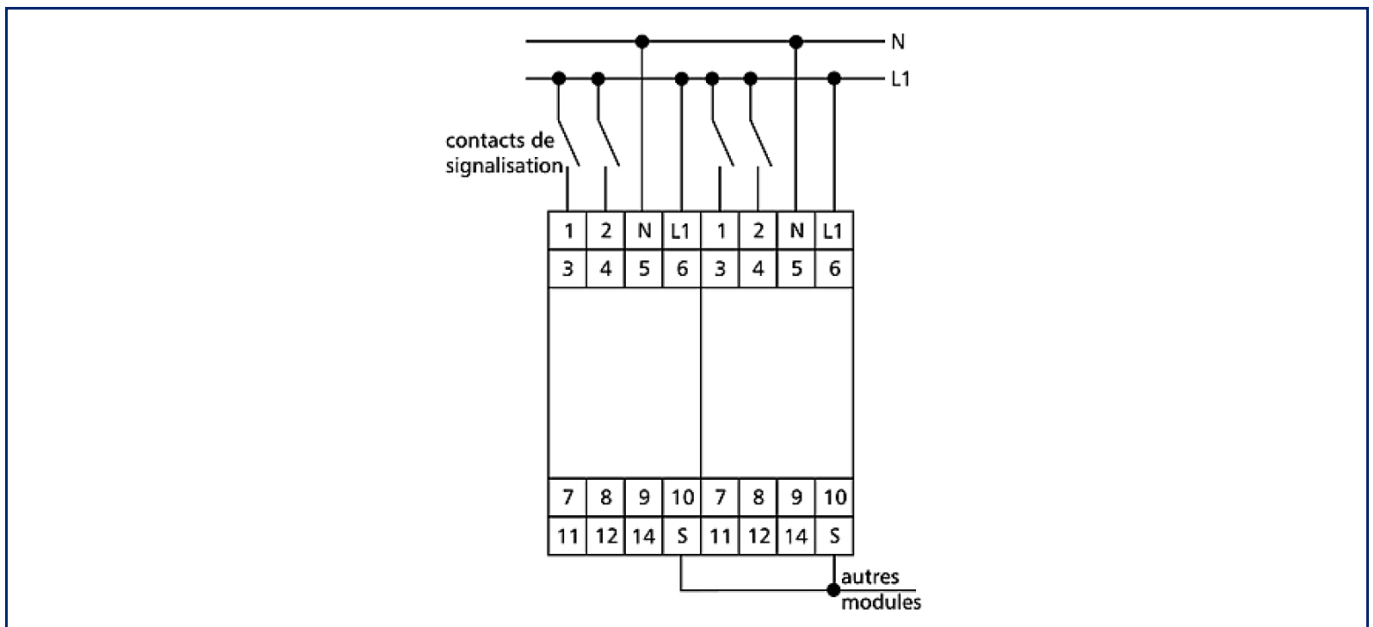 N
L1
contacts de
signalisation
1 2 N L1 1 2 N L1
3 4 5 6 3 4 5 6
7 8 9 10 7 8 9 10
11 12 14 S 11 12 14 S
autres
modules